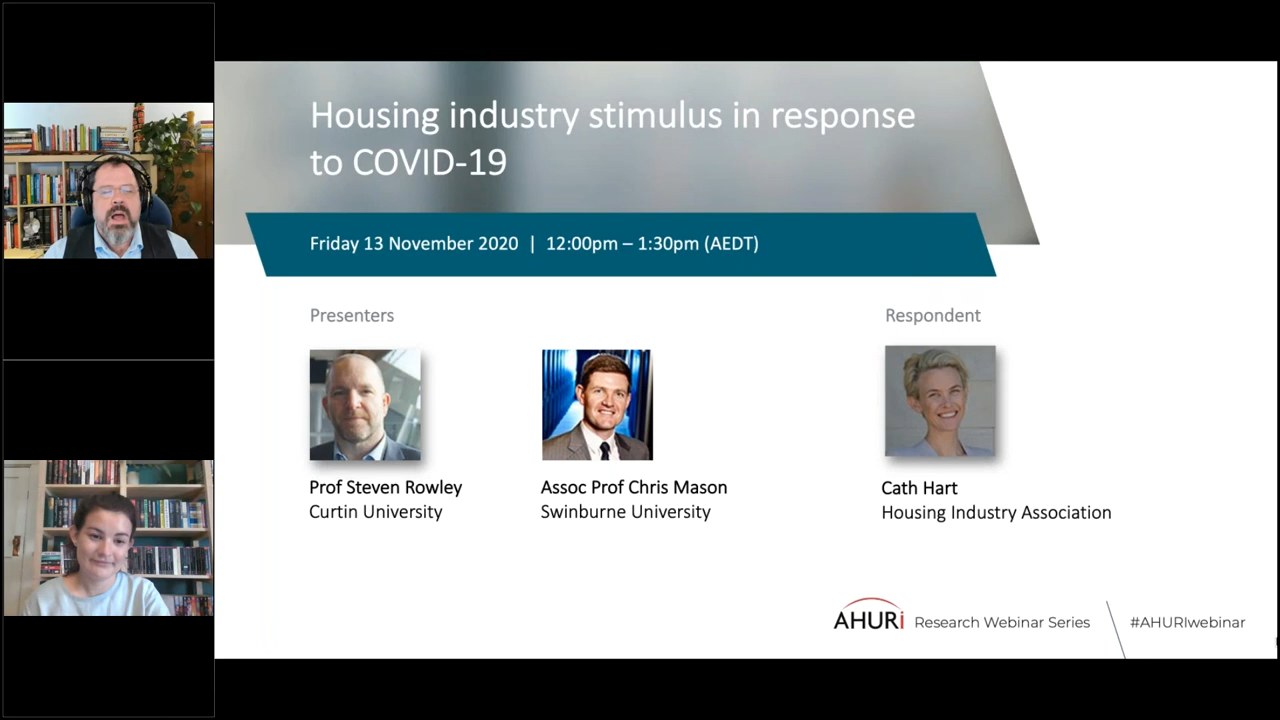 Housing industry stimulus in response
to COVID-19
Friday 13 November 2020 | 12:00pm – 1:30pm (AEDT)
Presenters
Respondent
Prof Steven Rowley
Curtin University
Assoc Prof Chris Mason
Swinburne University
Cath Hart
Housing Industry Association
AHURi Research Webinar Series
#AHURIwebinar